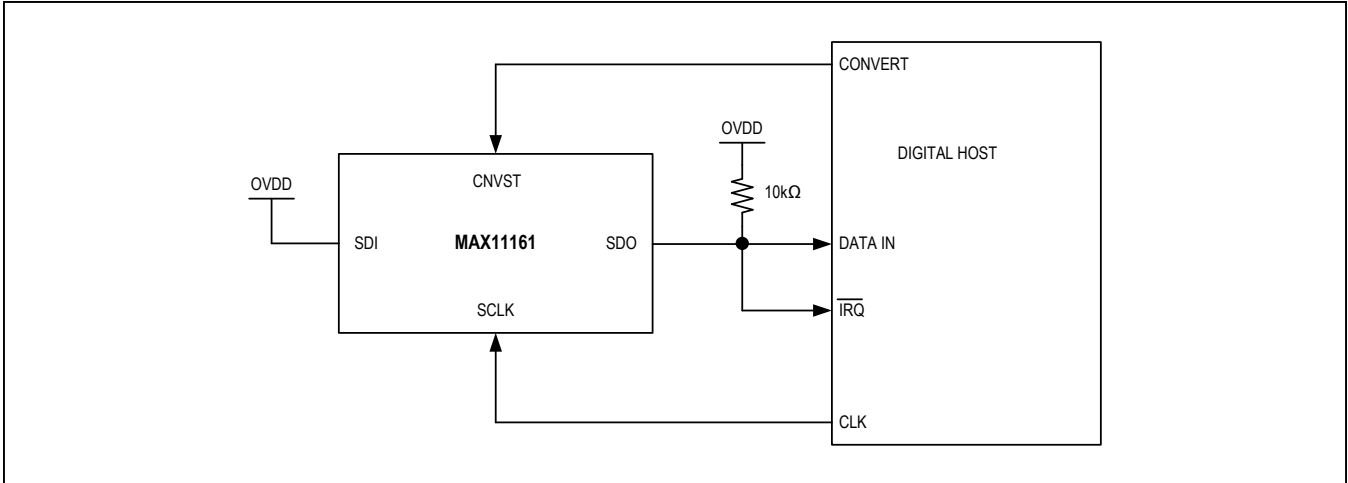 CONVERT
OVDD
DIGITAL HOST
CNVST
10kΩ
OVDD
SDI
MAX11161
SDO
DATA IN
SCLK
IRQ
CLK